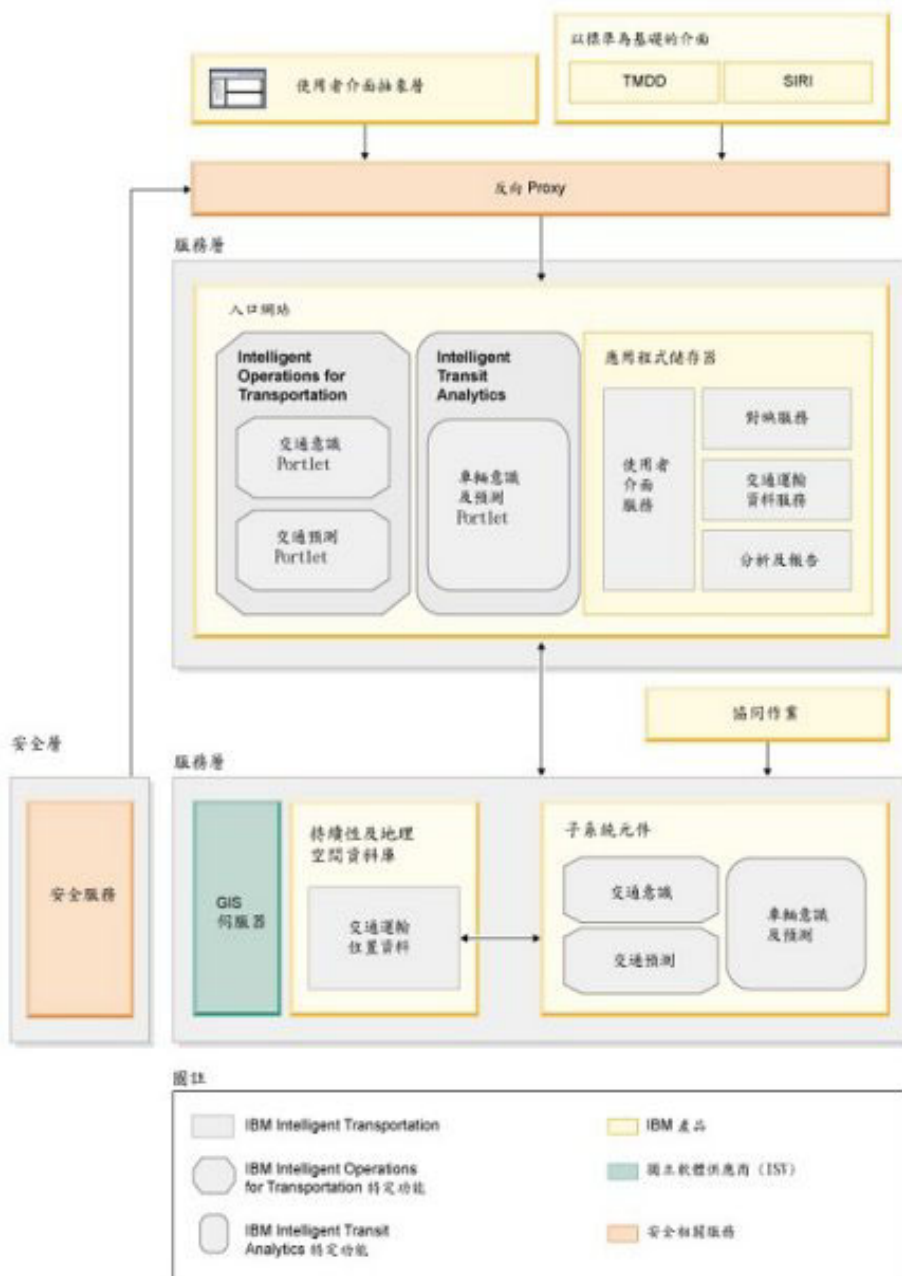 使用者介面抽象層
以標準為基礎的介面
TMDD
SIRI
反向 Proxy
服務層
入口網站
Intelligent
Operations for
Transportation
交通意識
Portlet
交通預測
Portlet
Intelligent
Transit
Analytics
車輛意識
及預測
Portlet
應用程式儲存器
使用者
介面
服務
對映服務
交通運輸
資料服務
分析及報告
協同作業
安全層
安全服務
服務層
GIS
伺服器
持續性及地理
空間資料庫
交通運輸
位置資料
子系統元件
交通意識
交通預測
車輛意識
及預測
圖註
IBM Intelligent Transportation
IBM Intelligent Operations
for Transportation 特定功能
IBM Intelligent Transit
Analytics 特定功能
IBM 產品
獨立軟體供應商 (ISV)
安全相關服務